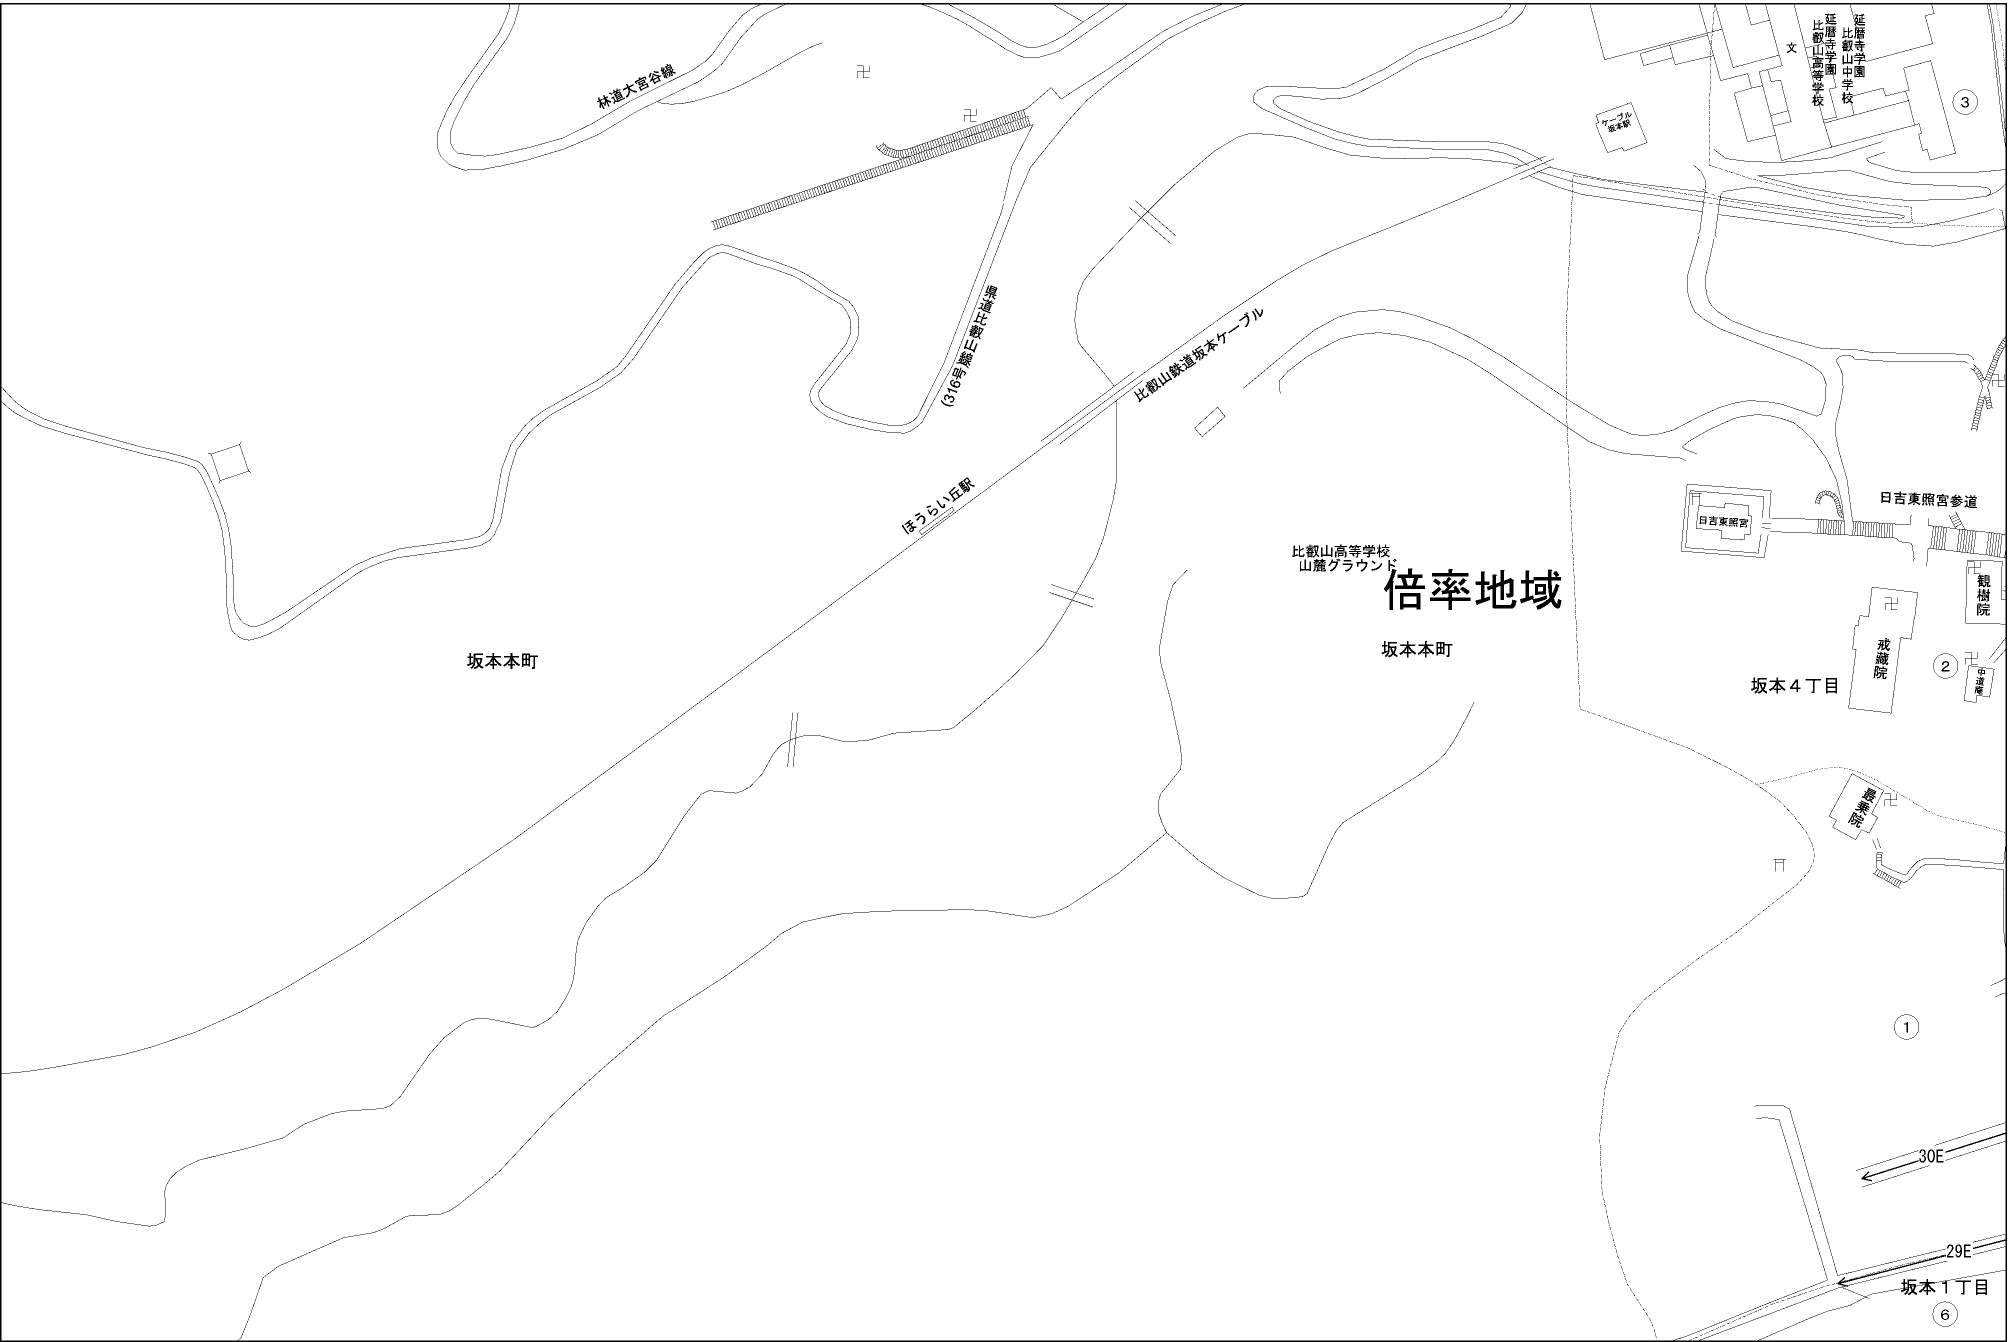 延暦寺学園
比叡山中学校
延暦寺学園
比叡山高等学校
文
3
ケーブル
坂本駅
林道大宮谷線
県道比叡山線
(316号
比叡山鉄道坂本ケーブル
ほうらい丘駅
日吉東照宮参道
日吉東照宮
比叡山高等学校
山麓グラウンド
倍率地域
観樹院
戒蔵院
坂本本町
坂本本町
2
中道庵
坂本4丁目
最乗院
1
30E
29E
坂本1丁目
6